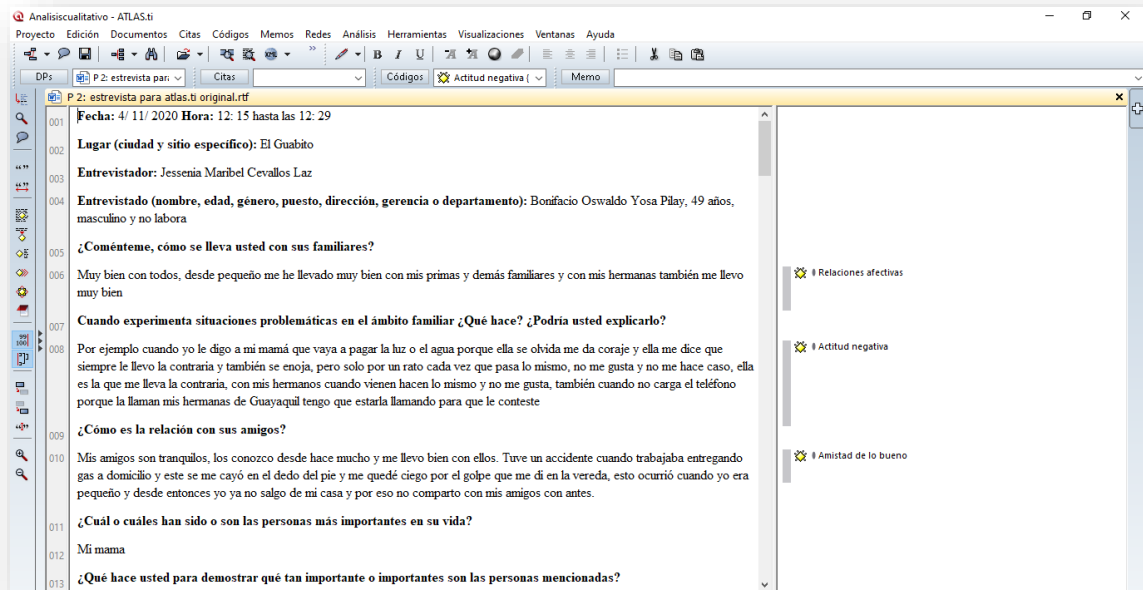 Analisiscualitativo - ATLAS.ti
Proyecto Edición Documentos Citas Códigos Memos Redes Análisis Herramientas Visualizaciones Ventanas Ayuda
B I U
DPs P 2: estrevista para Citas Códigos Actitud negativa ( Memo
P 2: estrevista para atlas.ti original.rtf
001 Fecha: 4/ 11/ 2020 Hora: 12: 15 hasta las 12: 29
002 Lugar (ciudad y sitio específico): El Guabito
003 Entrevistador: Jessenia Maribel Cevallos Laz
004 Entrevistado (nombre, edad, género, puesto, dirección, gerencia o departamento): Bonifacio Oswaldo Yosa Pilay, 49 años,
masculino y no labora
005 ¿Coménteme, cómo se lleva usted con sus familiares?
006 Muy bien con todos, desde pequeño me he llevado muy bien con mis primas y demás familiares y con mis hermanas también me llevo
muy bien
Relaciones afectivas
007 Cuando experimenta situaciones problemáticas en el ámbito familiar ¿Qué hace? ¿Podría usted explicarlo?
008 Por ejemplo cuando yo le digo a mi mamá que vaya a pagar la luz o el agua porque ella se olvida me da coraje y ella me dice que
siempre le llevo la contraria y también se enoja, pero solo por un rato cada vez que pasa lo mismo, no me gusta y no me hace caso, ella
es la que me lleva la contraria, con mis hermanos cuando vienen hacen lo mismo y no me gusta, también cuando no carga el teléfono
porque la llaman mis hermanas de Guayaquil tengo que estarla llamando para que le conteste
Actitud negativa
009 ¿Cómo es la relación con sus amigos?
010 Mis amigos son tranquilos, los conozco desde hace mucho y me llevo bien con ellos. Tuve un accidente cuando trabajaba entregando
gas a domicilio y este se me cayó en el dedo del pie y me quedé ciego por el golpe que me di en la vereda, esto ocurrió cuando yo era
pequeño y desde entonces yo ya no salgo de mi casa y por eso no comparto con mis amigos con antes.
Amistad de lo bueno
011 ¿Cuál o cuáles han sido o son las personas más importantes en su vida?
012 Mi mama
013 ¿Qué hace usted para demostrar qué tan importante o importantes son las personas mencionadas?